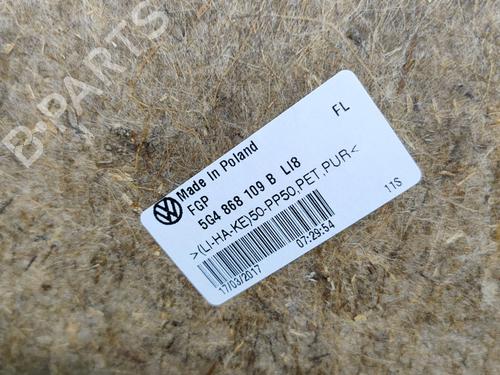 B-PARTS
Made in Poland
FGP
FL
5G4 868 109 B LI8
>(LI-HA-KE)50-PP50,PET,PUR<
11S
17/03/2017
07:29:54